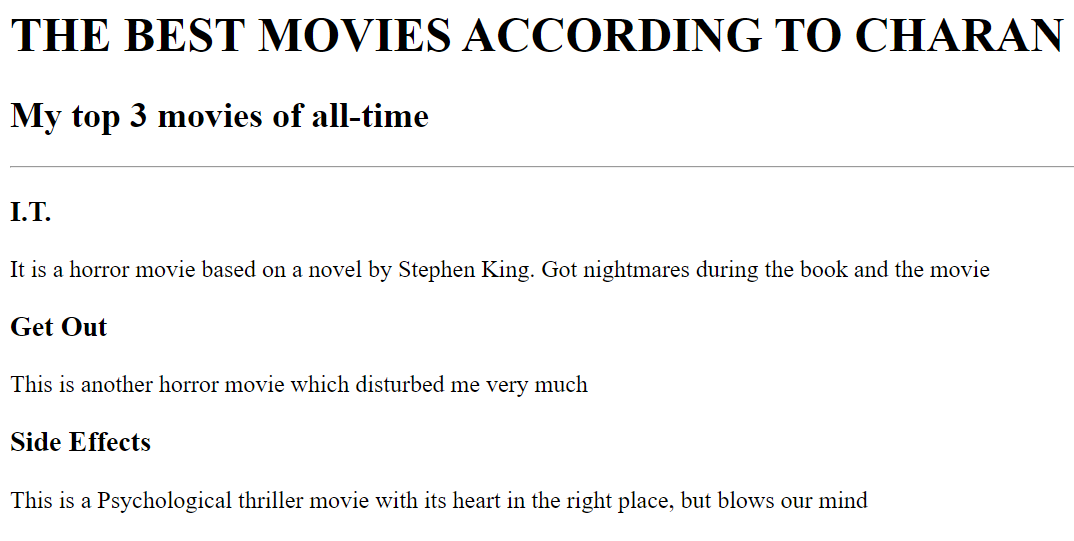 THE BEST MOVIES ACCORDING TO CHARAN
My top 3 movies of all-time
I.T.
It is a horror movie based on a novel by Stephen King. Got nightmares during the book and the movie
Get Out
This is another horror movie which disturbed me very much
Side Effects
This is a Psychological thriller movie with its heart in the right place, but blows our mind